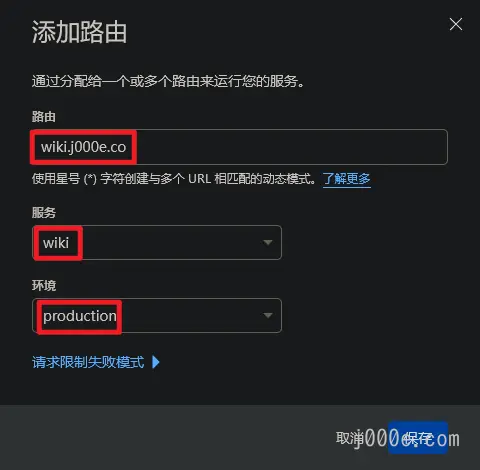 添加路由
通过分配给一个或多个路由来运行您的服务。
路由
wiki.j000e.co
使用星号 (*) 字符创建与多个 URL 相匹配的动态模式。了解更多
服务
wiki
环境
production
请求限制失败模式
取消 保存
j000e.com